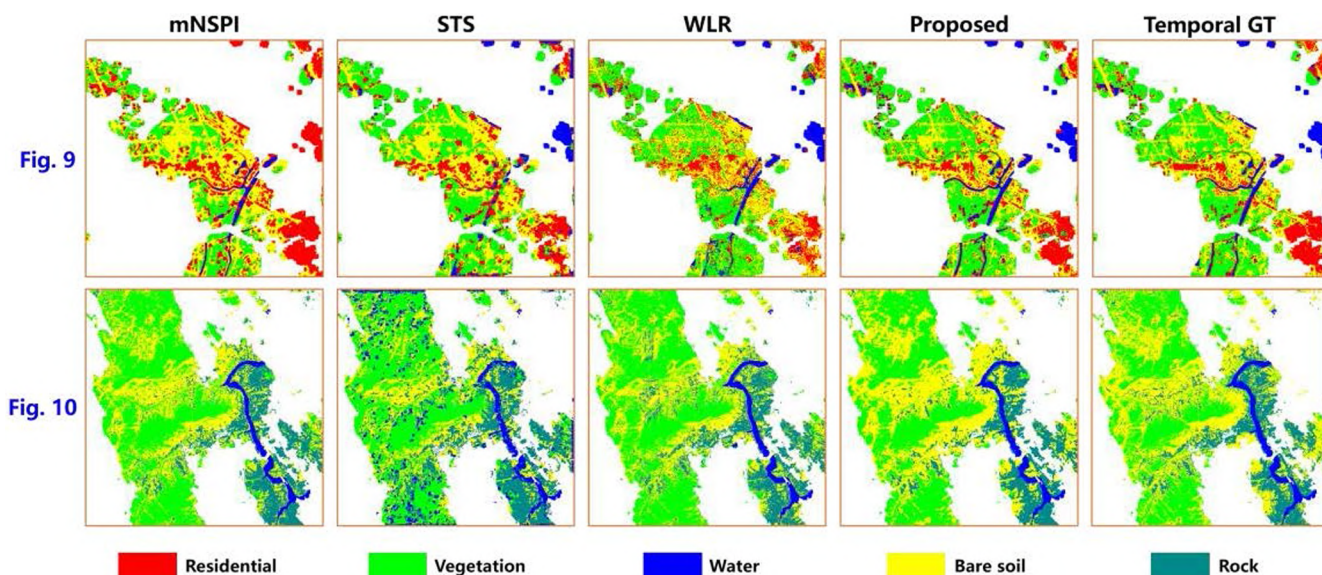 mNSPI STS WLR Proposed Temporal GT
Fig. 9
Fig. 10
Residential Vegetation Water Bare soil Rock